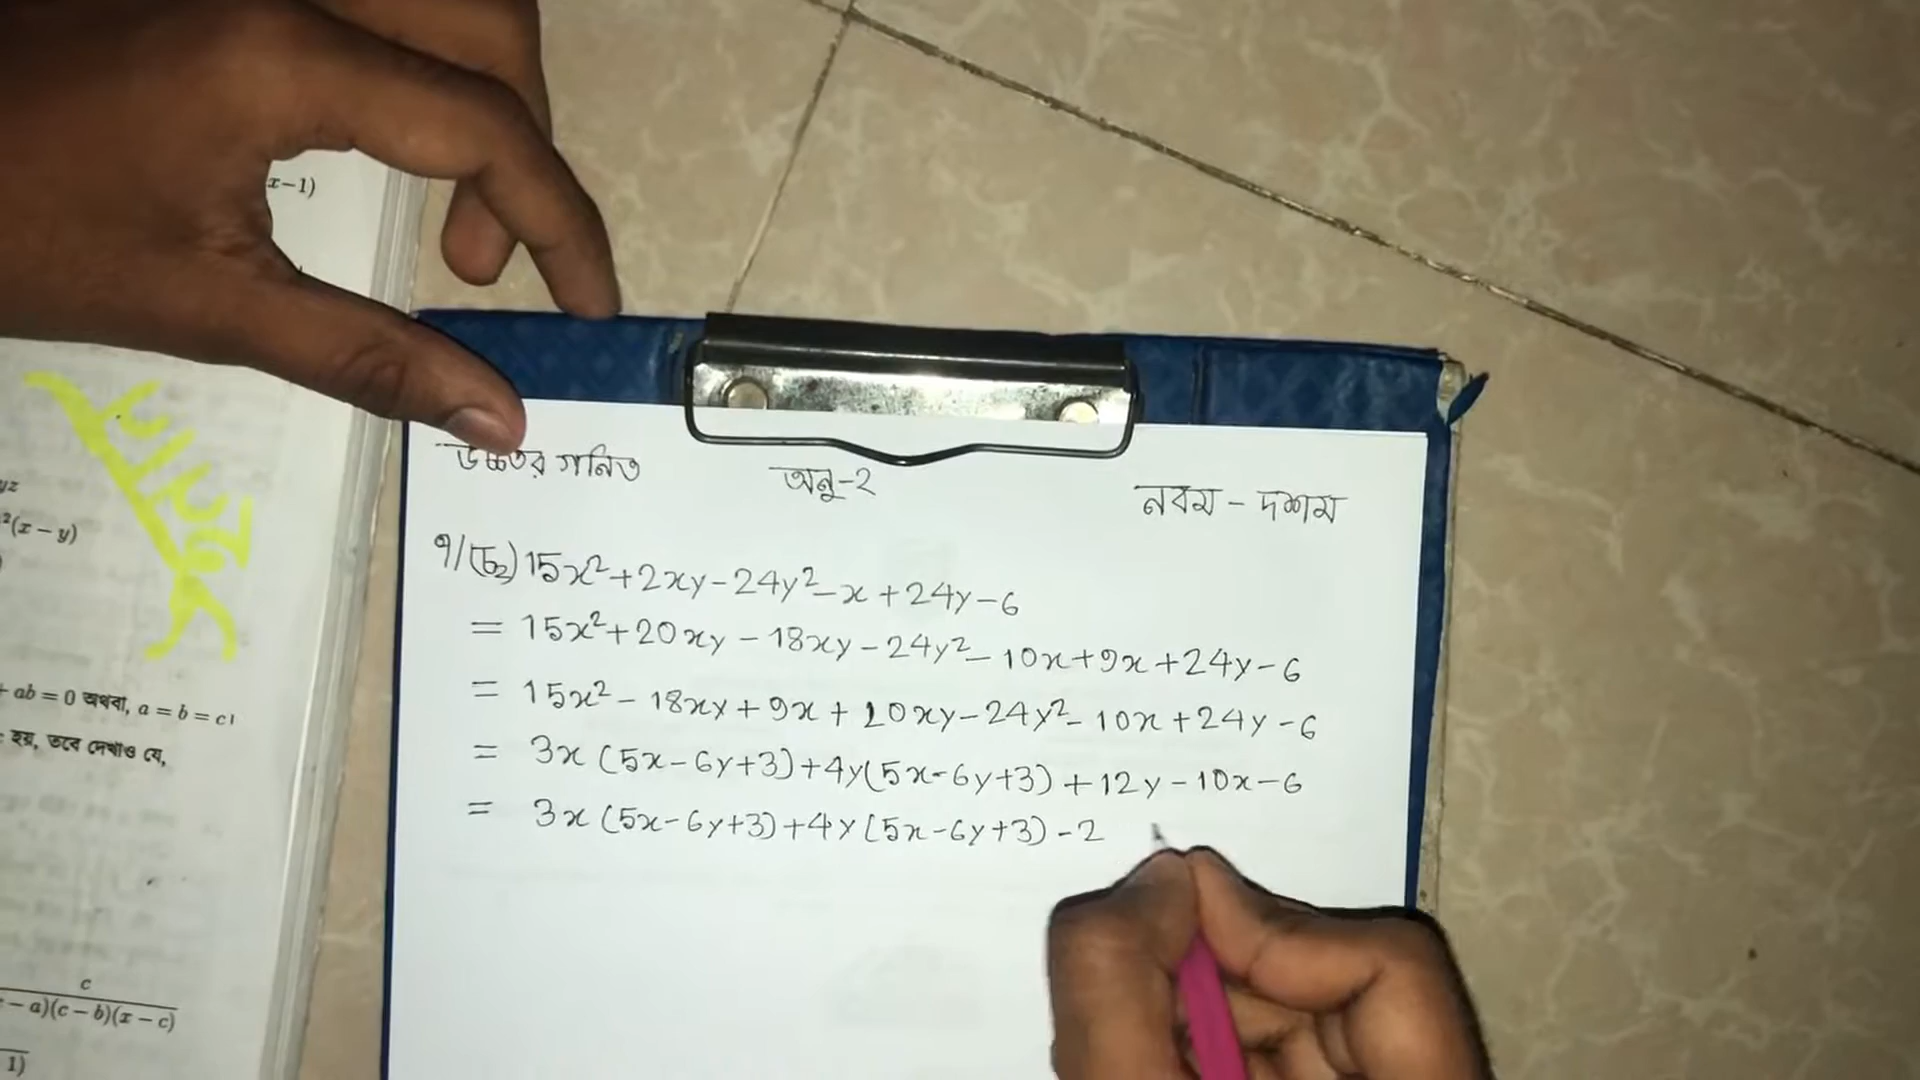 x−1)
yz
²(x − y)
+ ab = 0 অথবা, a = b = c।
হয়, তবে দেখাও যে,
c
− a)(c − b)(x − c)
1)
উচ্চতর গনিত অনু-২ নবম - দশম
৭/(চ২) 15x²+2xy-24y²-x+24y-6
= 15x²+20xy-18xy-24y²-10x+9x+24y-6
= 15x²-18xy+9x+20xy-24y²-10x+24y-6
= 3x(5x-6y+3)+4y(5x-6y+3)+12y-10x-6
= 3x(5x-6y+3)+4y(5x-6y+3)-2